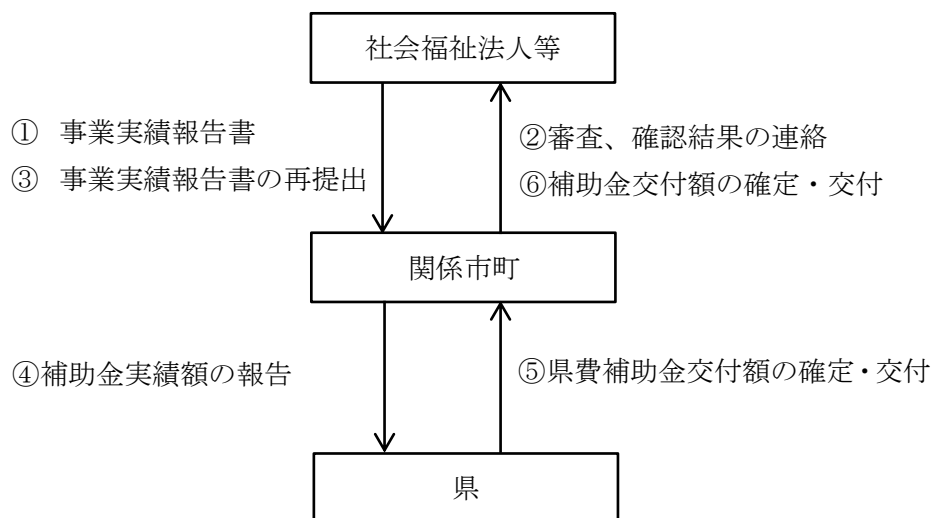 社会福祉法人等
① 事業実績報告書
③ 事業実績報告書の再提出
②審査、確認結果の連絡
⑥補助金交付額の確定・交付
関係市町
④補助金実績額の報告
⑤県費補助金交付額の確定・交付
県